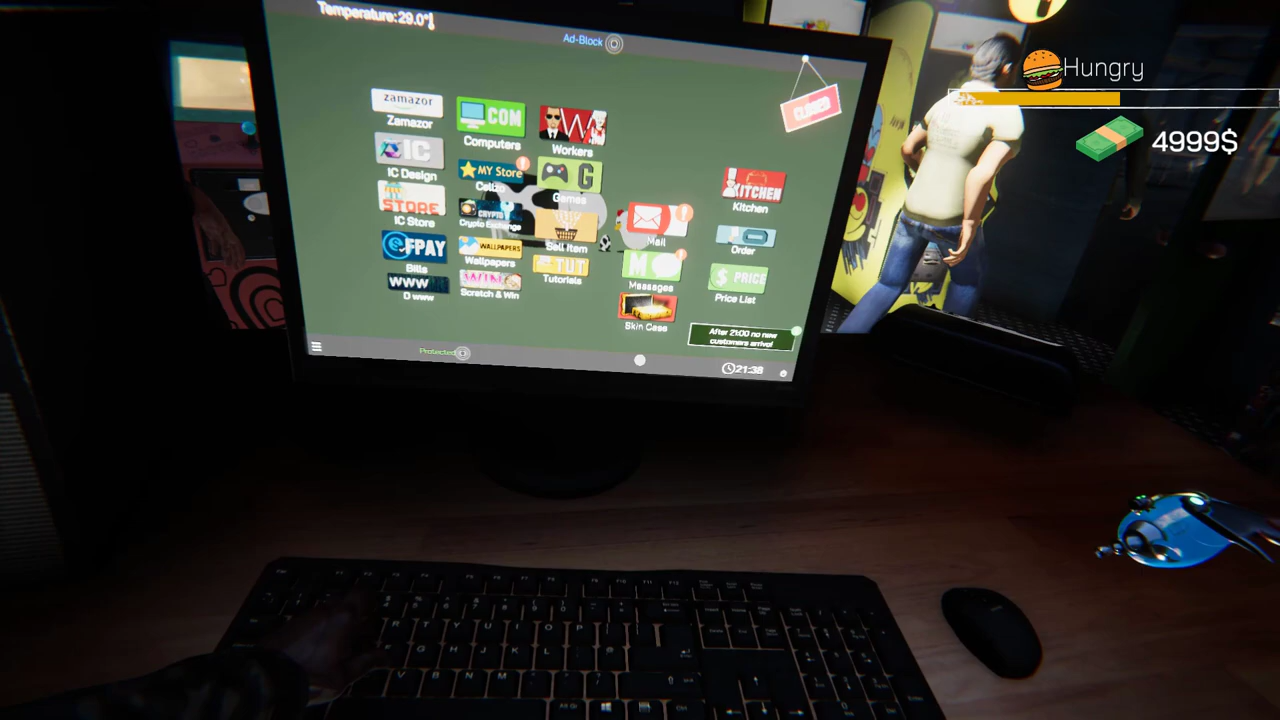 Temperature: 29.0°
Ad-Block
CLOSED
Hungry
4999$
zamazor
Zamazor
COM
Computers
W
Workers
IC
IC Design
MY Store
G
Games
STORE
IC Store
CRYPTO
Crypto Exchange
Sell Item
Mail
KITCHEN
Kitchen
PAY
Bills
WALLPAPERS
Wallpapers
TUT
Tutorials
M
Messages
Order
WWW
D www
WIN
Scratch & Win
Skin Case
$ PRICE
Price List
After 21:00 no new
customers arrive!
Protected
21:38
R T Y U O P
G H J K L
V B N M